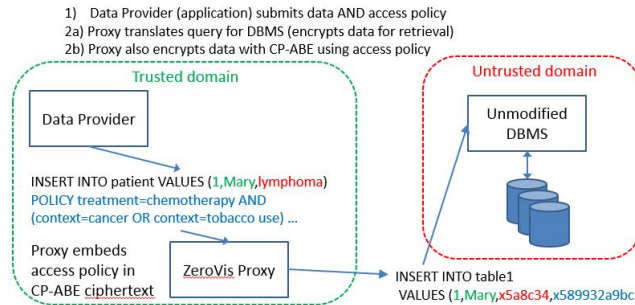 1) Data Provider (application) submits data AND access policy
2a) Proxy translates query for DBMS (encrypts data for retrieval)
2b) Proxy also encrypts data with CP-ABE using access policy
Trusted domain
Untrusted domain
Data Provider
Unmodified
DBMS
INSERT INTO patient VALUES (1,Mary,lymphoma)
POLICY treatment=chemotherapy AND
(context=cancer OR context=tobacco use) ...
Proxy embeds
access policy in
CP-ABE ciphertext
ZeroVis Proxy
INSERT INTO table1
VALUES (1,Mary,x5a8c34,x589932a9bc